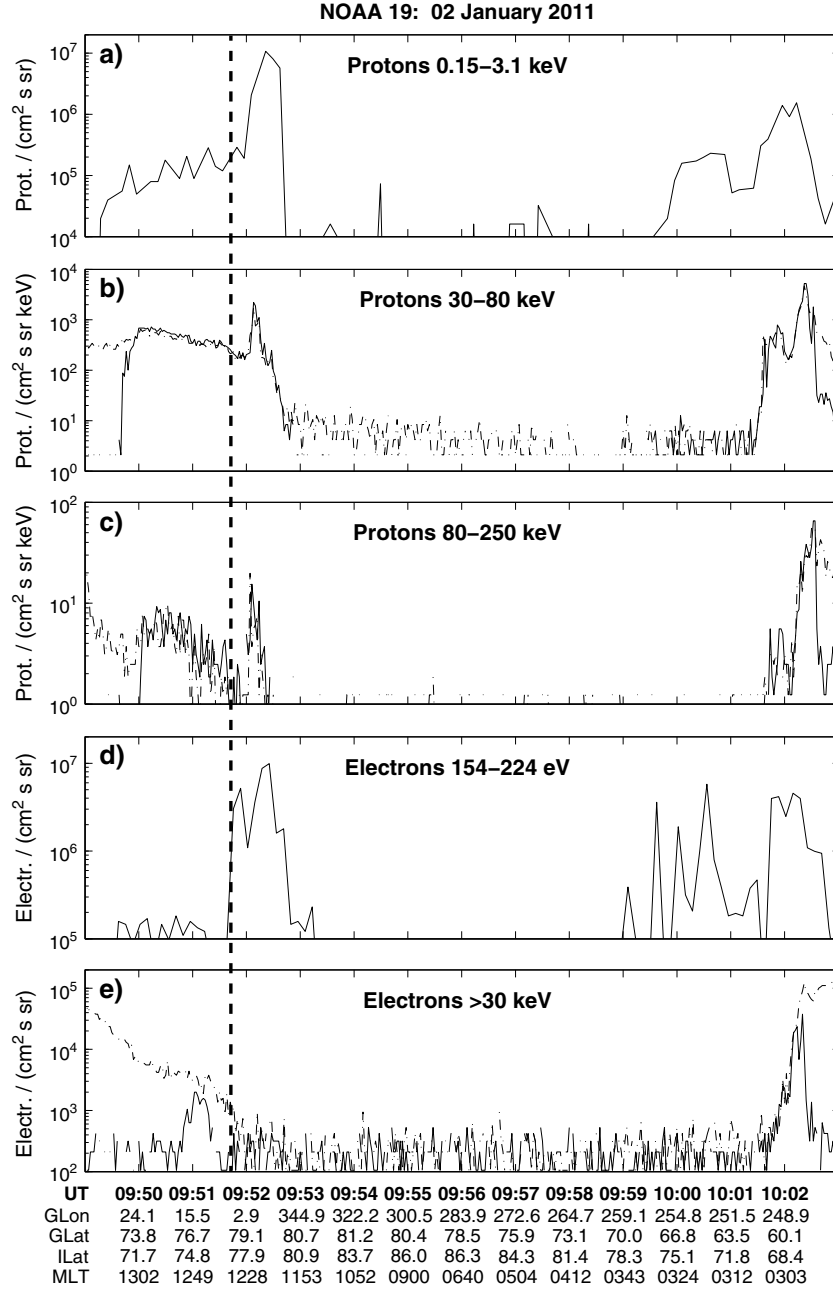 NOAA 19: 02 January 2011
a)
Protons 0.15–3.1 keV
Prot. / (cm² s sr)
10⁷
10⁶
10⁵
10⁴
b)
Protons 30–80 keV
Prot. / (cm² s sr keV)
10⁴
10³
10²
10¹
10⁰
c)
Protons 80–250 keV
Prot. / (cm² s sr keV)
10²
10¹
10⁰
d)
Electrons 154–224 eV
Electr. / (cm² s sr)
10⁷
10⁶
10⁵
e)
Electrons >30 keV
Electr. / (cm² s sr)
10⁵
10⁴
10³
10²
UT 09:50 09:51 09:52 09:53 09:54 09:55 09:56 09:57 09:58 09:59 10:00 10:01 10:02
GLon 24.1 15.5 2.9 344.9 322.2 300.5 283.9 272.6 264.7 259.1 254.8 251.5 248.9
GLat 73.8 76.7 79.1 80.7 81.2 80.4 78.5 75.9 73.1 70.0 66.8 63.5 60.1
ILat 71.7 74.8 77.9 80.9 83.7 86.0 86.3 84.3 81.4 78.3 75.1 71.8 68.4
MLT 1302 1249 1228 1153 1052 0900 0640 0504 0412 0343 0324 0312 0303